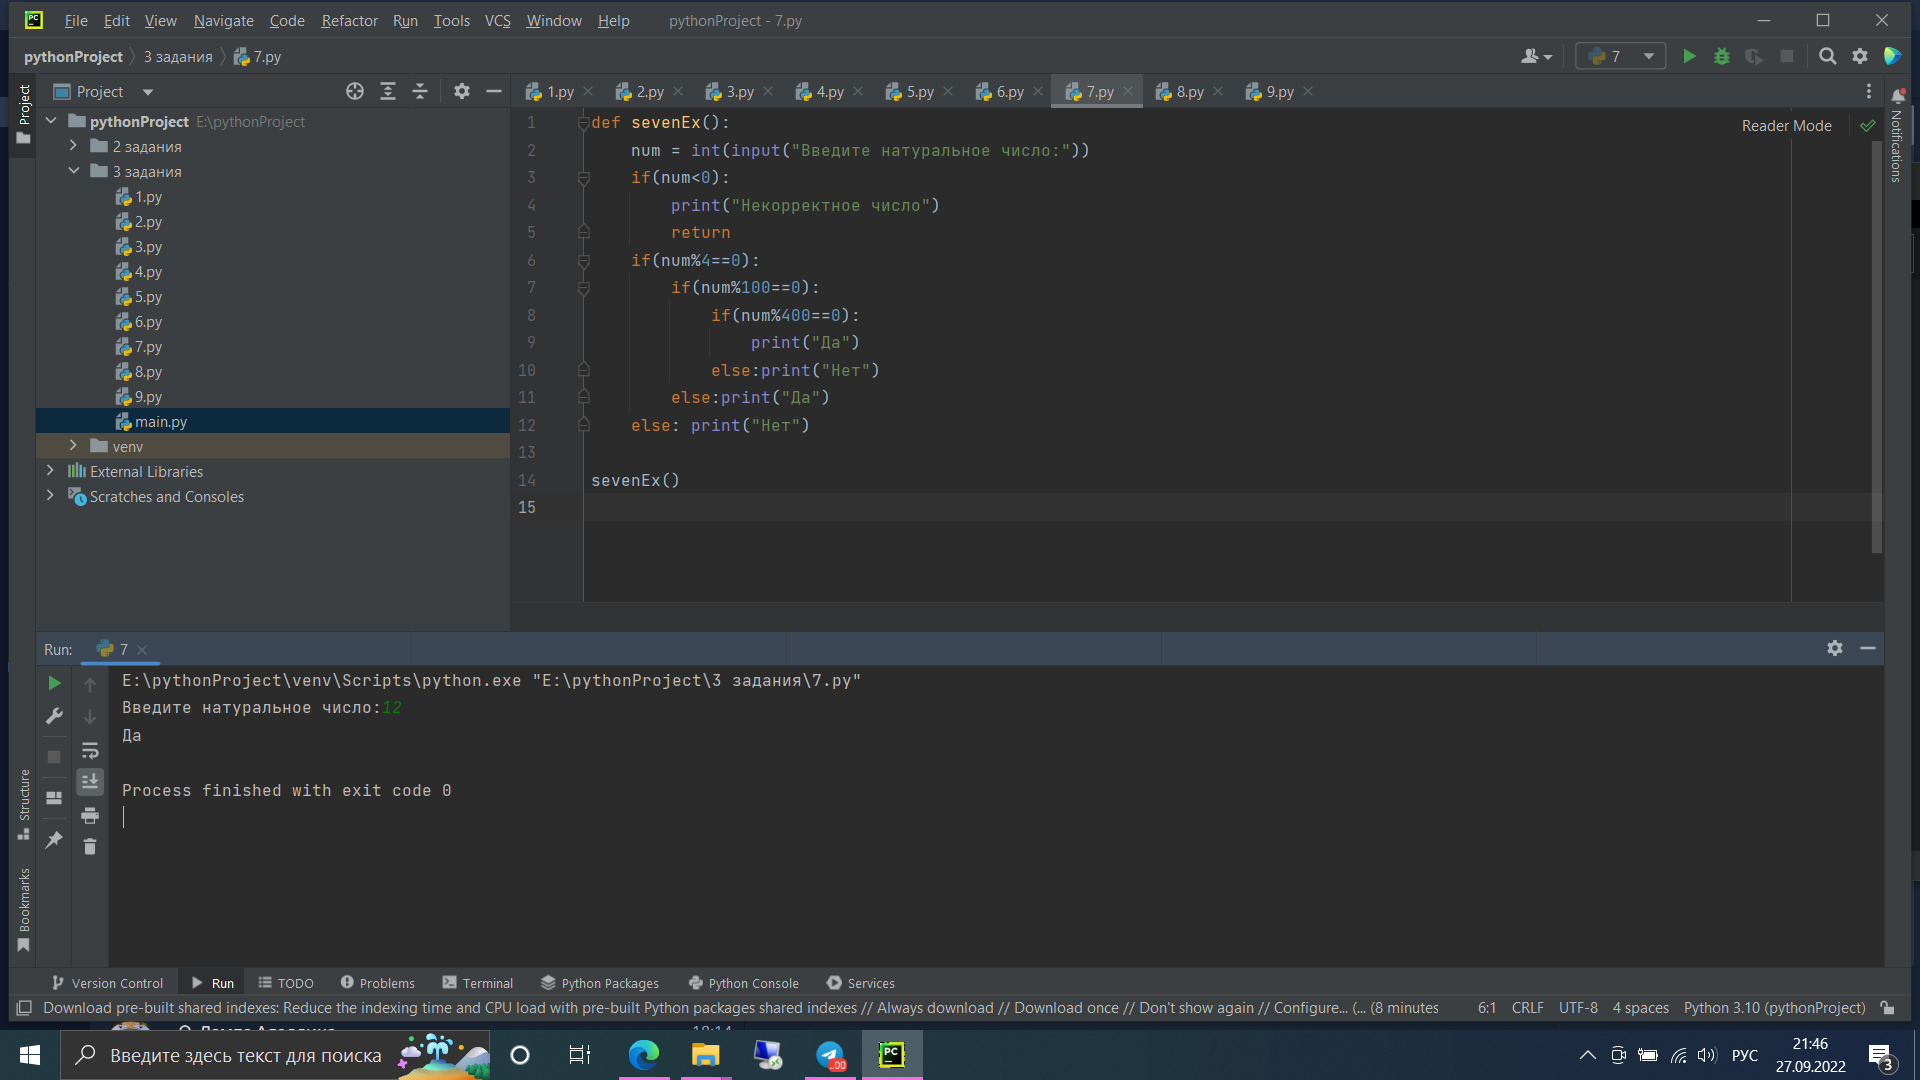 File Edit View Navigate Code Refactor Run Tools VCS Window Help pythonProject - 7.py
pythonProject 3 задания 7.py
7
Project
1.py 2.py 3.py 4.py 5.py 6.py 7.py 8.py 9.py
Project
Structure
Bookmarks
Notifications
pythonProject E:\pythonProject
2 задания
3 задания
1.py
2.py
3.py
4.py
5.py
6.py
7.py
8.py
9.py
main.py
venv
External Libraries
Scratches and Consoles
Reader Mode
1 def sevenEx():
2 num = int(input("Введите натуральное число:"))
3 if(num<0):
4 print("Некорректное число")
5 return
6 if(num%4==0):
7 if(num%100==0):
8 if(num%400==0):
9 print("Да")
10 else:print("Нет")
11 else:print("Да")
12 else: print("Нет")
13
14 sevenEx()
15
Run: 7
E:\pythonProject\venv\Scripts\python.exe "E:\pythonProject\3 задания\7.py"
Введите натуральное число:12
Да
Process finished with exit code 0
Version Control Run TODO Problems Terminal Python Packages Python Console Services
Download pre-built shared indexes: Reduce the indexing time and CPU load with pre-built Python packages shared indexes // Always download // Download once // Don't show again // Configure... (... (8 minutes 6:1 CRLF UTF-8 4 spaces Python 3.10 (pythonProject)
Введите здесь текст для поиска
PC
..00
РУС
21:46
27.09.2022
3